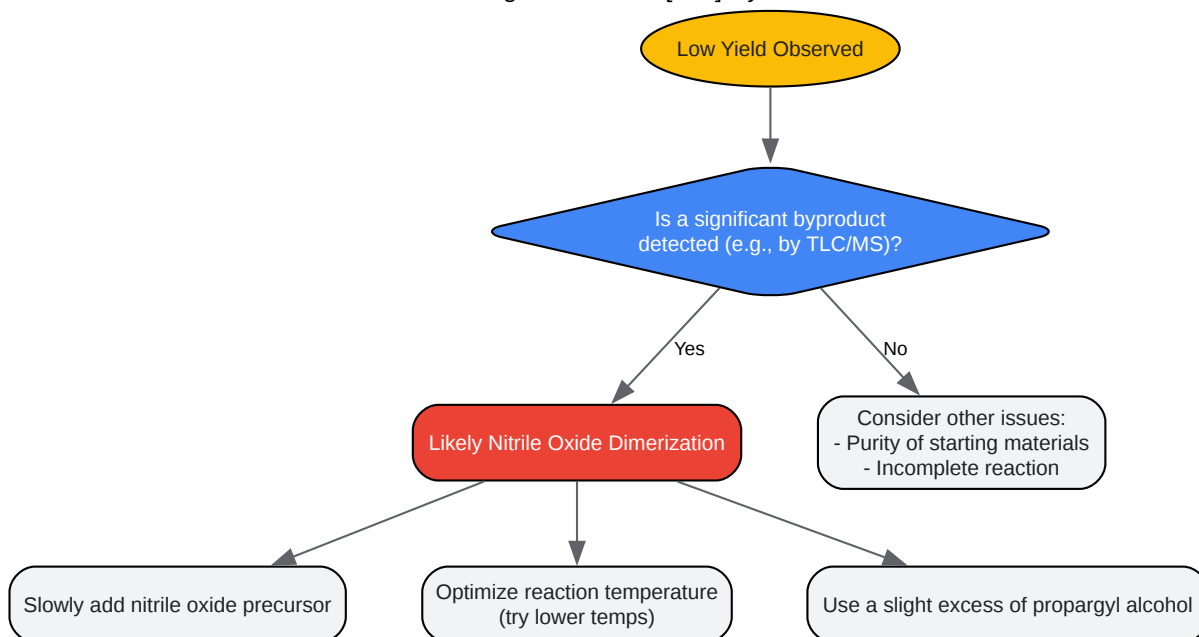 Low Yield Observed
Is a significant byproduct
detected (e.g., by TLC/MS)?
Yes
No
Likely Nitrile Oxide Dimerization
Consider other issues:
- Purity of starting materials
- Incomplete reaction
Slowly add nitrile oxide precursor
Optimize reaction temperature
(try lower temps)
Use a slight excess of propargyl alcohol